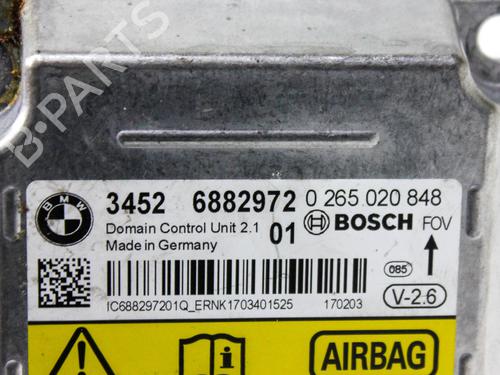 B-PARTS
BMW
3452 6882972 0 265 020 848
Domain Control Unit 2.1 01 BOSCH FOV
Made in Germany
085
IC688297201Q_ERNK1703401525 170203 V-2.6
i AIRBAG